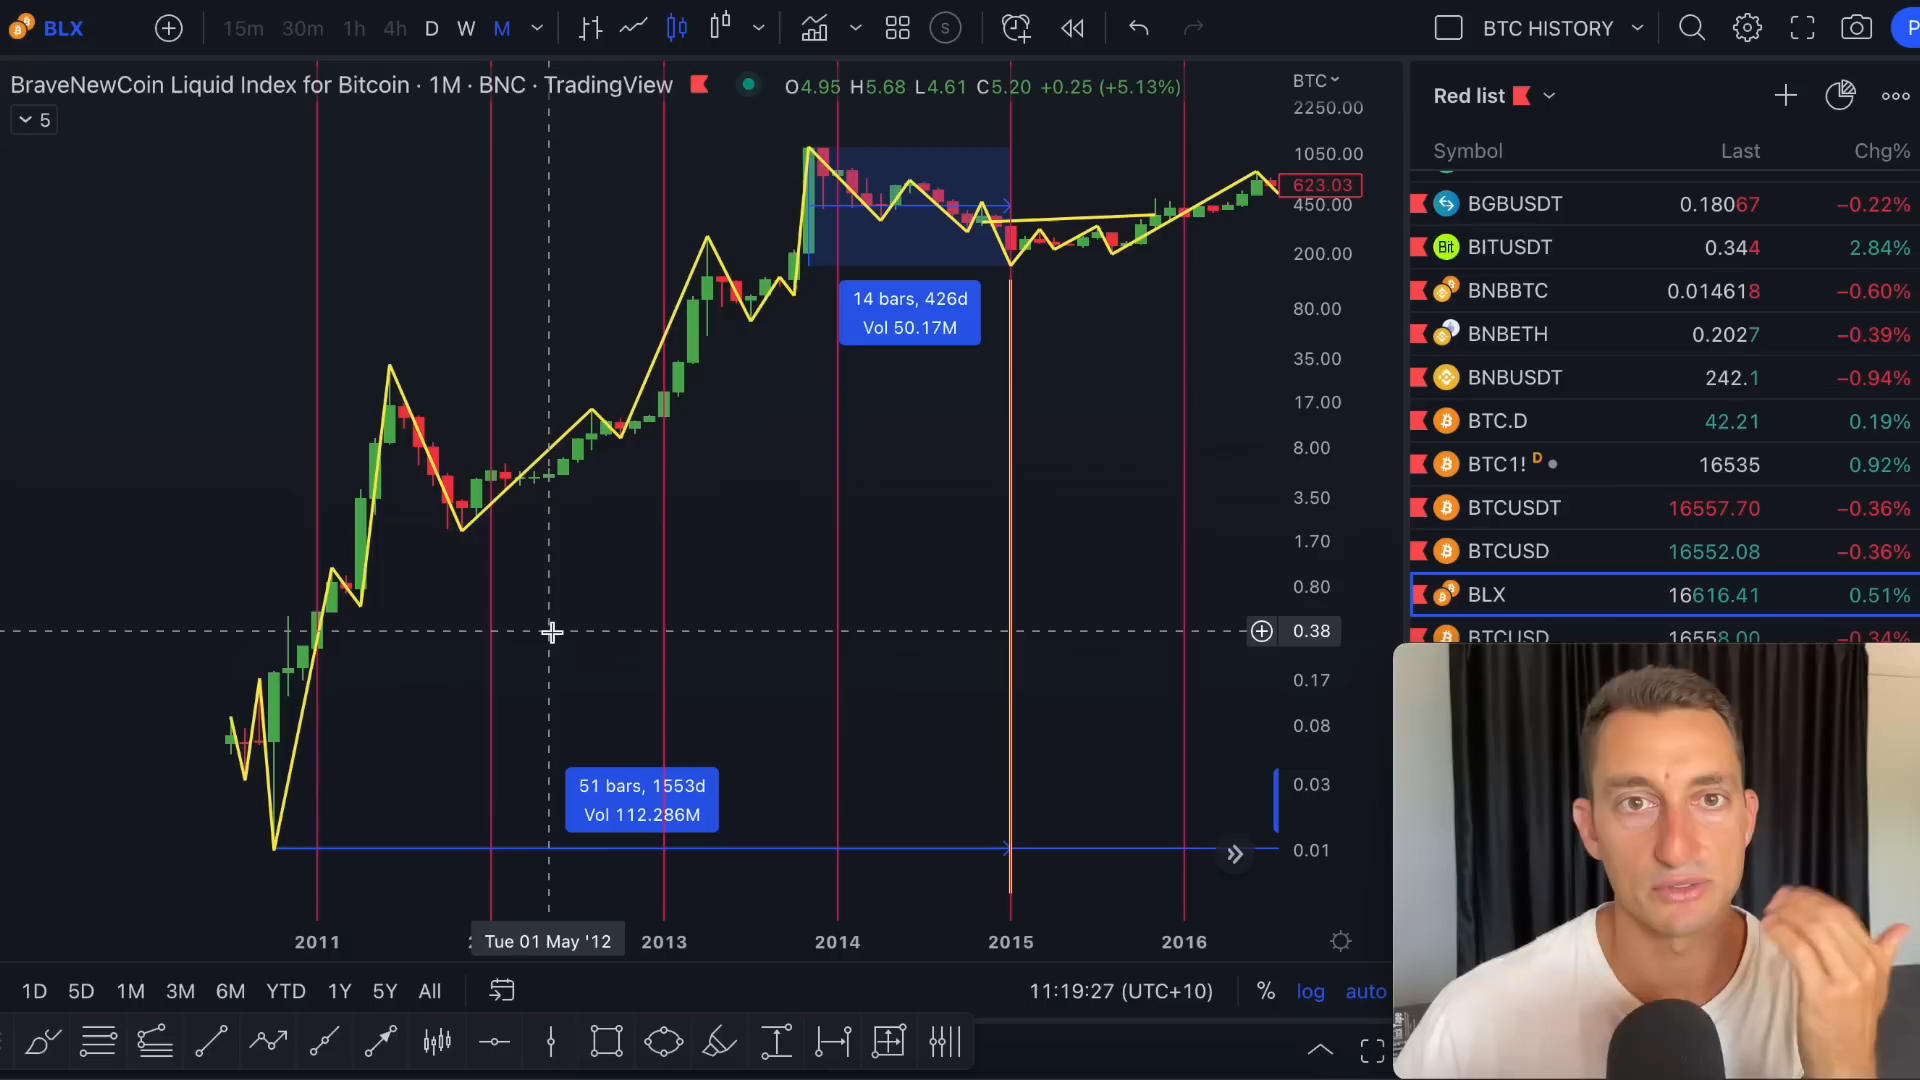 BLX
15m 30m 1h 4h D W M
S
BTC HISTORY
P
BraveNewCoin Liquid Index for Bitcoin · 1M · BNC · TradingView
O4.95 H5.68 L4.61 C5.20 +0.25 (+5.13%)
5
BTC
2250.00
1050.00
623.03
450.00
200.00
80.00
35.00
17.00
8.00
3.50
1.70
0.80
0.38
0.17
0.08
0.03
0.01
14 bars, 426d
Vol 50.17M
51 bars, 1553d
Vol 112.286M
2011
Tue 01 May '12
2013
2014
2015
2016
1D 5D 1M 3M 6M YTD 1Y 5Y All
11:19:27 (UTC+10) % log auto
Red list
Symbol Last Chg%
BGBUSDT 0.18067 −0.22%
Bit BITUSDT 0.344 2.84%
BNBBTC 0.014618 −0.60%
BNBETH 0.2027 −0.39%
BNBUSDT 242.1 −0.94%
BTC.D 42.21 0.19%
BTC1! D 16535 0.92%
BTCUSDT 16557.70 −0.36%
BTCUSD 16552.08 −0.36%
BLX 16616.41 0.51%
BTCUSD 16558.00 −0.34%